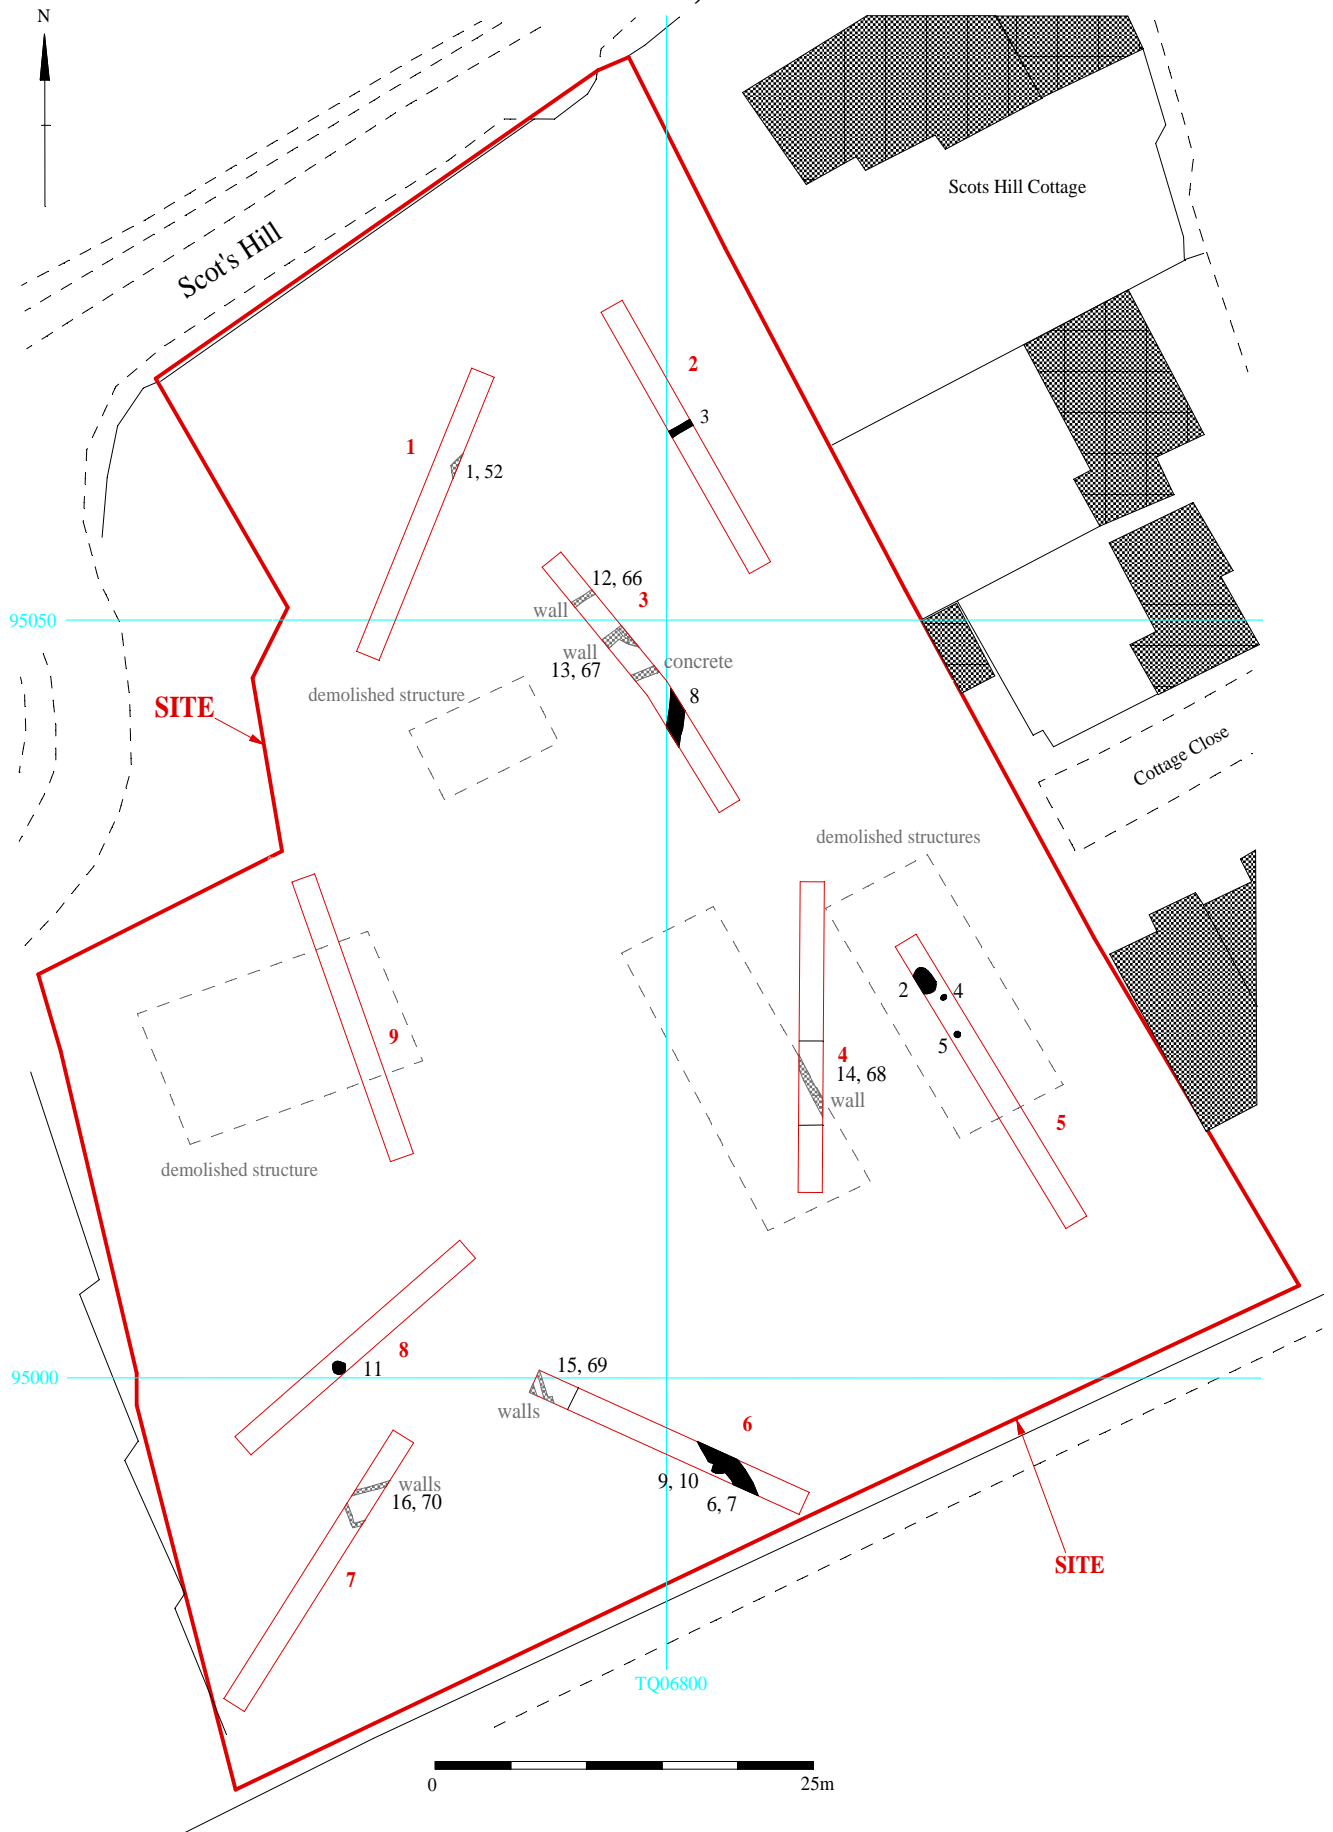 N
Scot's Hill
Scots Hill Cottage
2
3
1
1, 52
12, 66
3
wall
95050
wall
13, 67
concrete
8
demolished structure
SITE
Cottage Close
demolished structures
2
4
5
9
4
14, 68
wall
5
demolished structure
8
11
15, 69
95000
walls
6
9, 10
6, 7
walls
16, 70
7
SITE
TQ06800
0
25m